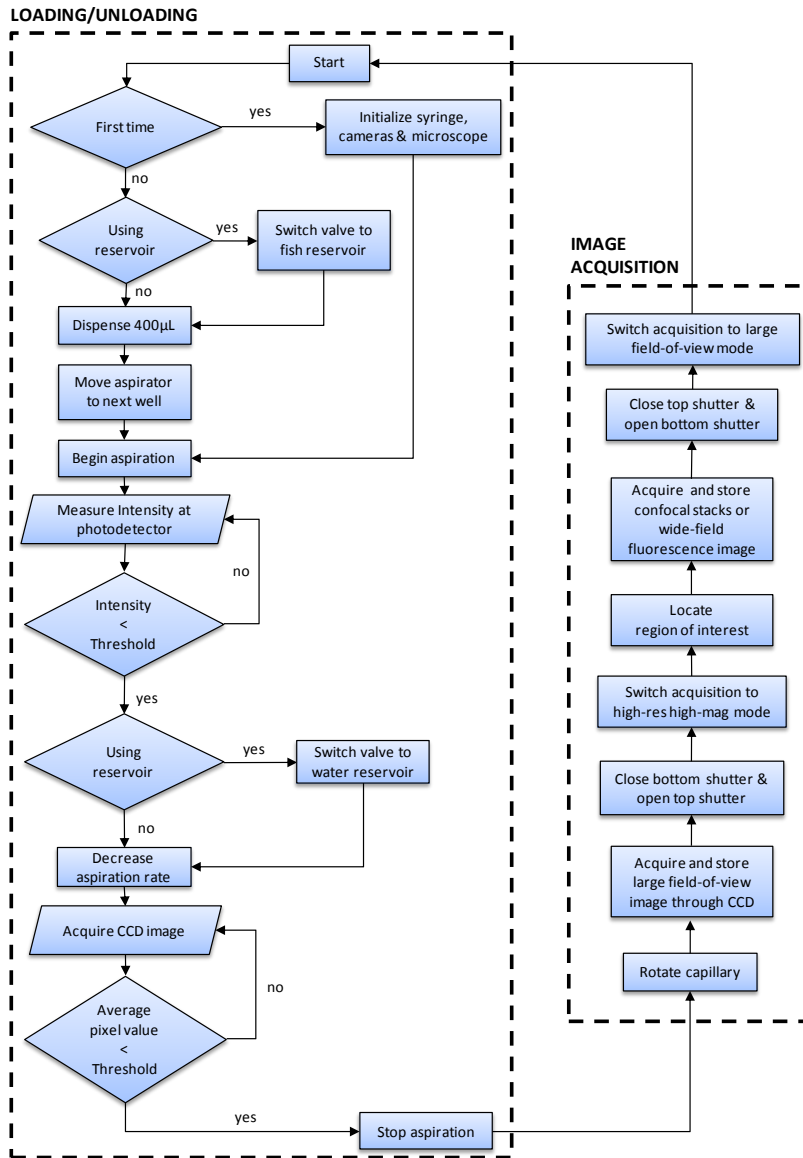 LOADING/UNLOADING
Start
First time
yes
Initialize syringe,
cameras & microscope
no
Using
reservoir
yes
Switch valve to
fish reservoir
no
Dispense 400µL
Move aspirator
to next well
Begin aspiration
Measure Intensity at
photodetector
no
Intensity
<
Threshold
yes
Using
reservoir
yes
Switch valve to
water reservoir
no
Decrease
aspiration rate
Acquire CCD image
no
Average
pixel value
<
Threshold
yes
Stop aspiration
IMAGE
ACQUISITION
Switch acquisition to large
field-of-view mode
Close top shutter &
open bottom shutter
Acquire and store
confocal stacks or
wide-field
fluorescence image
Locate
region of interest
Switch acquisition to
high-res high-mag mode
Close bottom shutter &
open top shutter
Acquire and store
large field-of-view
image through CCD
Rotate capillary